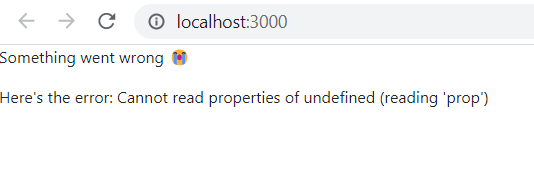 localhost:3000
Something went wrong 😭
Here's the error: Cannot read properties of undefined (reading 'prop')